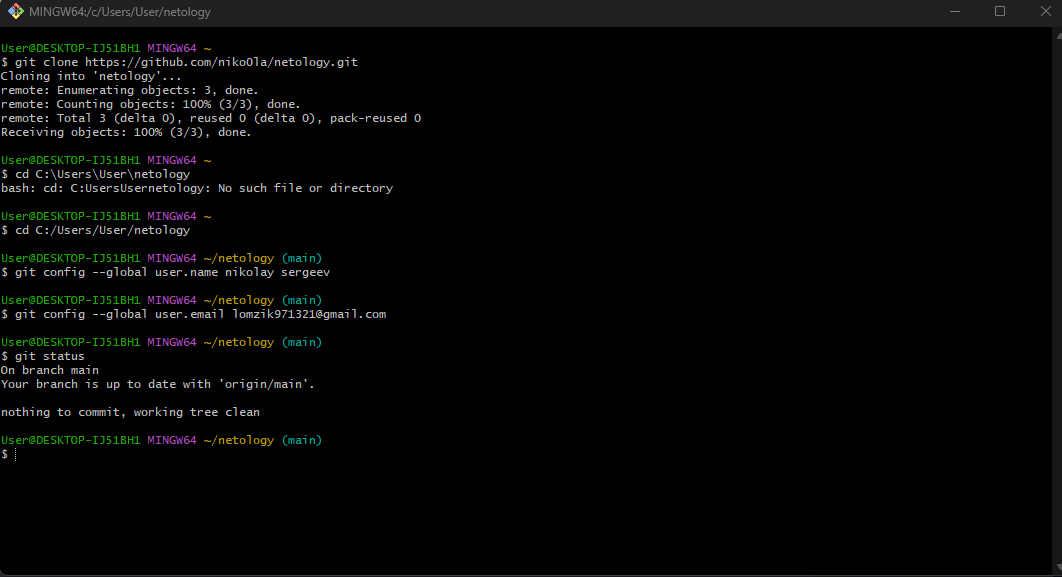 MINGW64:/c/Users/User/netology
User@DESKTOP-IJ51BH1 MINGW64 ~
$ git clone https://github.com/niko0la/netology.git
Cloning into 'netology'...
remote: Enumerating objects: 3, done.
remote: Counting objects: 100% (3/3), done.
remote: Total 3 (delta 0), reused 0 (delta 0), pack-reused 0
Receiving objects: 100% (3/3), done.
User@DESKTOP-IJ51BH1 MINGW64 ~
$ cd C:\Users\User\netology
bash: cd: C:UsersUsernetology: No such file or directory
User@DESKTOP-IJ51BH1 MINGW64 ~
$ cd C:/Users/User/netology
User@DESKTOP-IJ51BH1 MINGW64 ~/netology (main)
$ git config --global user.name nikolay sergeev
User@DESKTOP-IJ51BH1 MINGW64 ~/netology (main)
$ git config --global user.email lomzik971321@gmail.com
User@DESKTOP-IJ51BH1 MINGW64 ~/netology (main)
$ git status
On branch main
Your branch is up to date with 'origin/main'.
nothing to commit, working tree clean
User@DESKTOP-IJ51BH1 MINGW64 ~/netology (main)
$